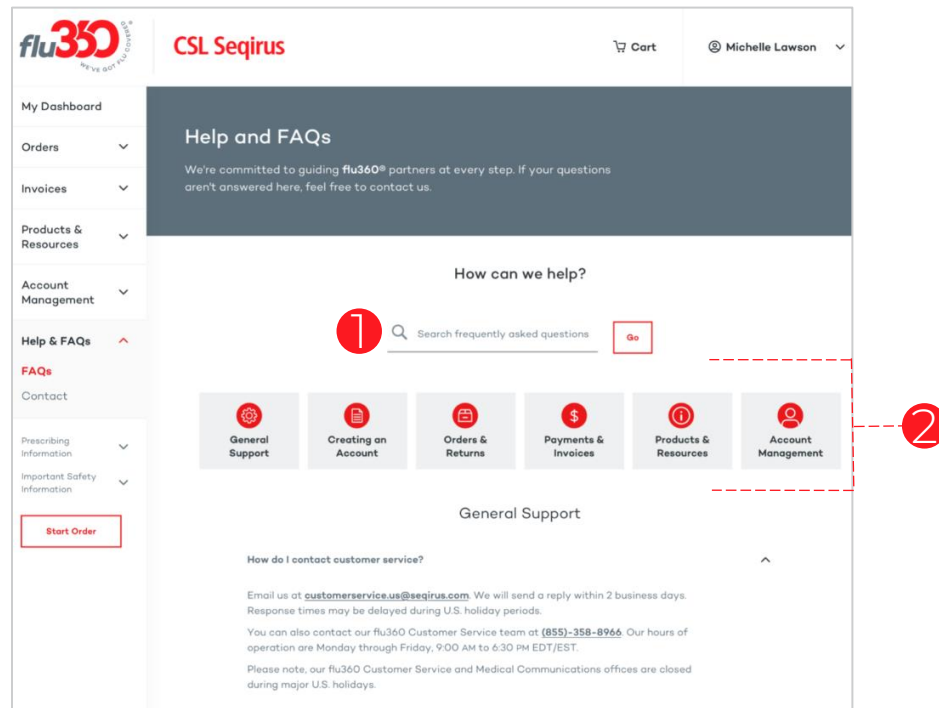 flu350
WE'VE GOT FLU COVERED
CSL Seqirus
Cart
Michelle Lawson
My Dashboard
Orders
Invoices
Products &
Resources
Account
Management
Help & FAQs
FAQs
Contact
Prescribing
Information
Important Safety
Information
Start Order
Help and FAQs
We're committed to guiding flu360® partners at every step. If your questions
aren't answered here, feel free to contact us.
How can we help?
1
Search frequently asked questions
Go
General
Support
Creating an
Account
Orders &
Returns
Payments &
Invoices
Products &
Resources
Account
Management
2
General Support
How do I contact customer service?
Email us at customerservice.us@seqirus.com. We will send a reply within 2 business days.
Response times may be delayed during U.S. holiday periods.
You can also contact our flu360 Customer Service team at (855)-358-8966. Our hours of
operation are Monday through Friday, 9:00 AM to 6:30 PM EDT/EST.
Please note, our flu360 Customer Service and Medical Communications offices are closed
during major U.S. holidays.